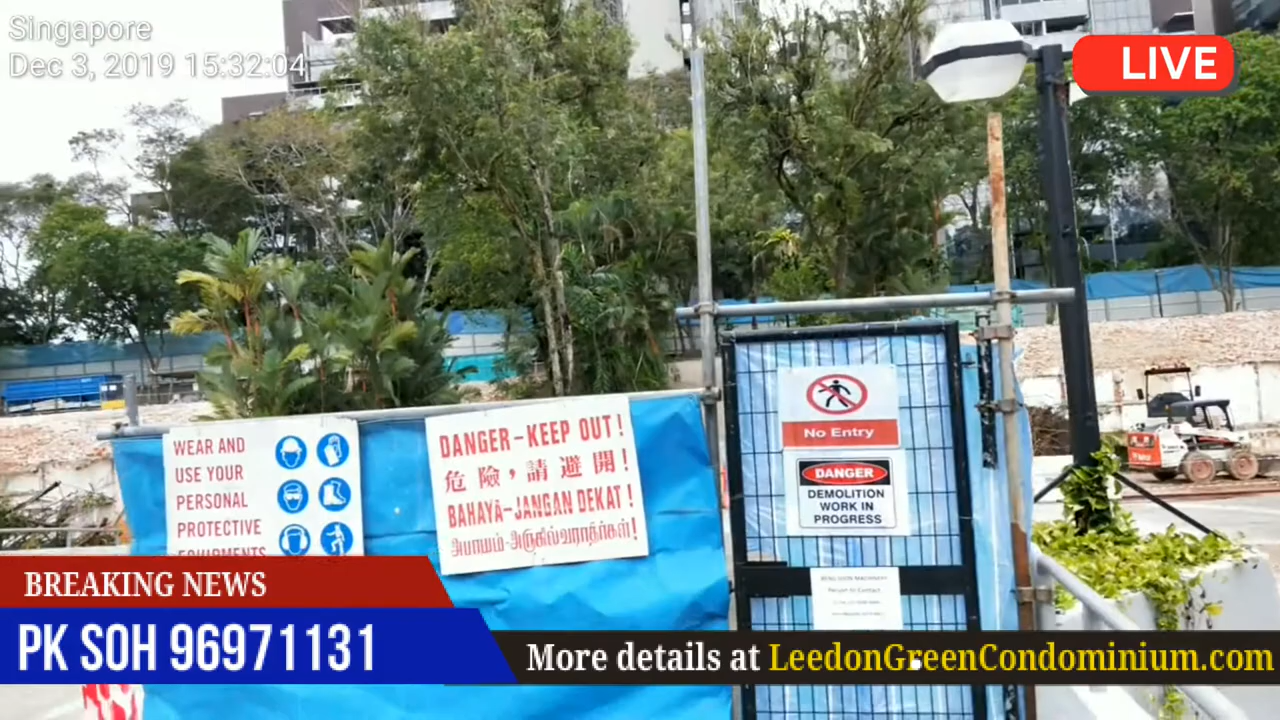 Singapore
Dec 3, 2019 15:32:04
LIVE
WEAR AND
USE YOUR
PERSONAL
PROTECTIVE
EQUIPMENTS
DANGER-KEEP OUT!
危險，請避開!
BAHAYA-JANGAN DEKAT!
அபாயம்-அருகில்வராதீர்கள்!
No Entry
DANGER
DEMOLITION
WORK IN
PROGRESS
BREAKING NEWS
PK SOH 96971131
More details at LeedonGreenCondominium.com